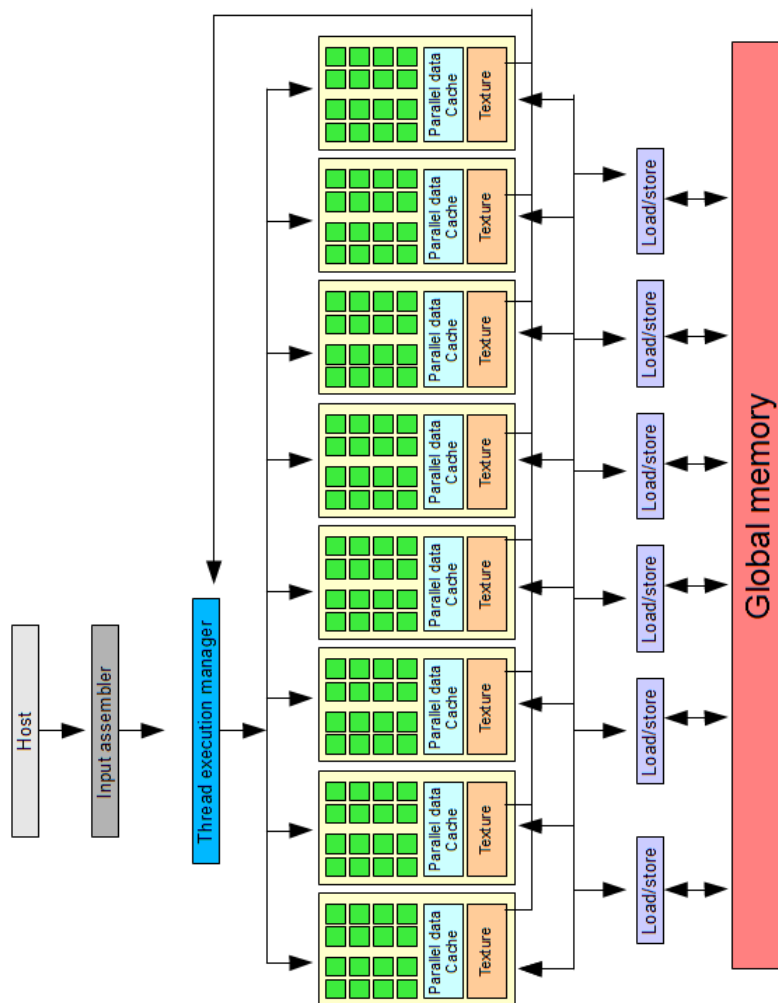 Host
Input assembler
Thread execution manager
Parallel data
Cache
Texture
Parallel data
Cache
Texture
Parallel data
Cache
Texture
Parallel data
Cache
Texture
Parallel data
Cache
Texture
Parallel data
Cache
Texture
Parallel data
Cache
Texture
Parallel data
Cache
Texture
Load/store
Load/store
Load/store
Load/store
Load/store
Load/store
Global memory